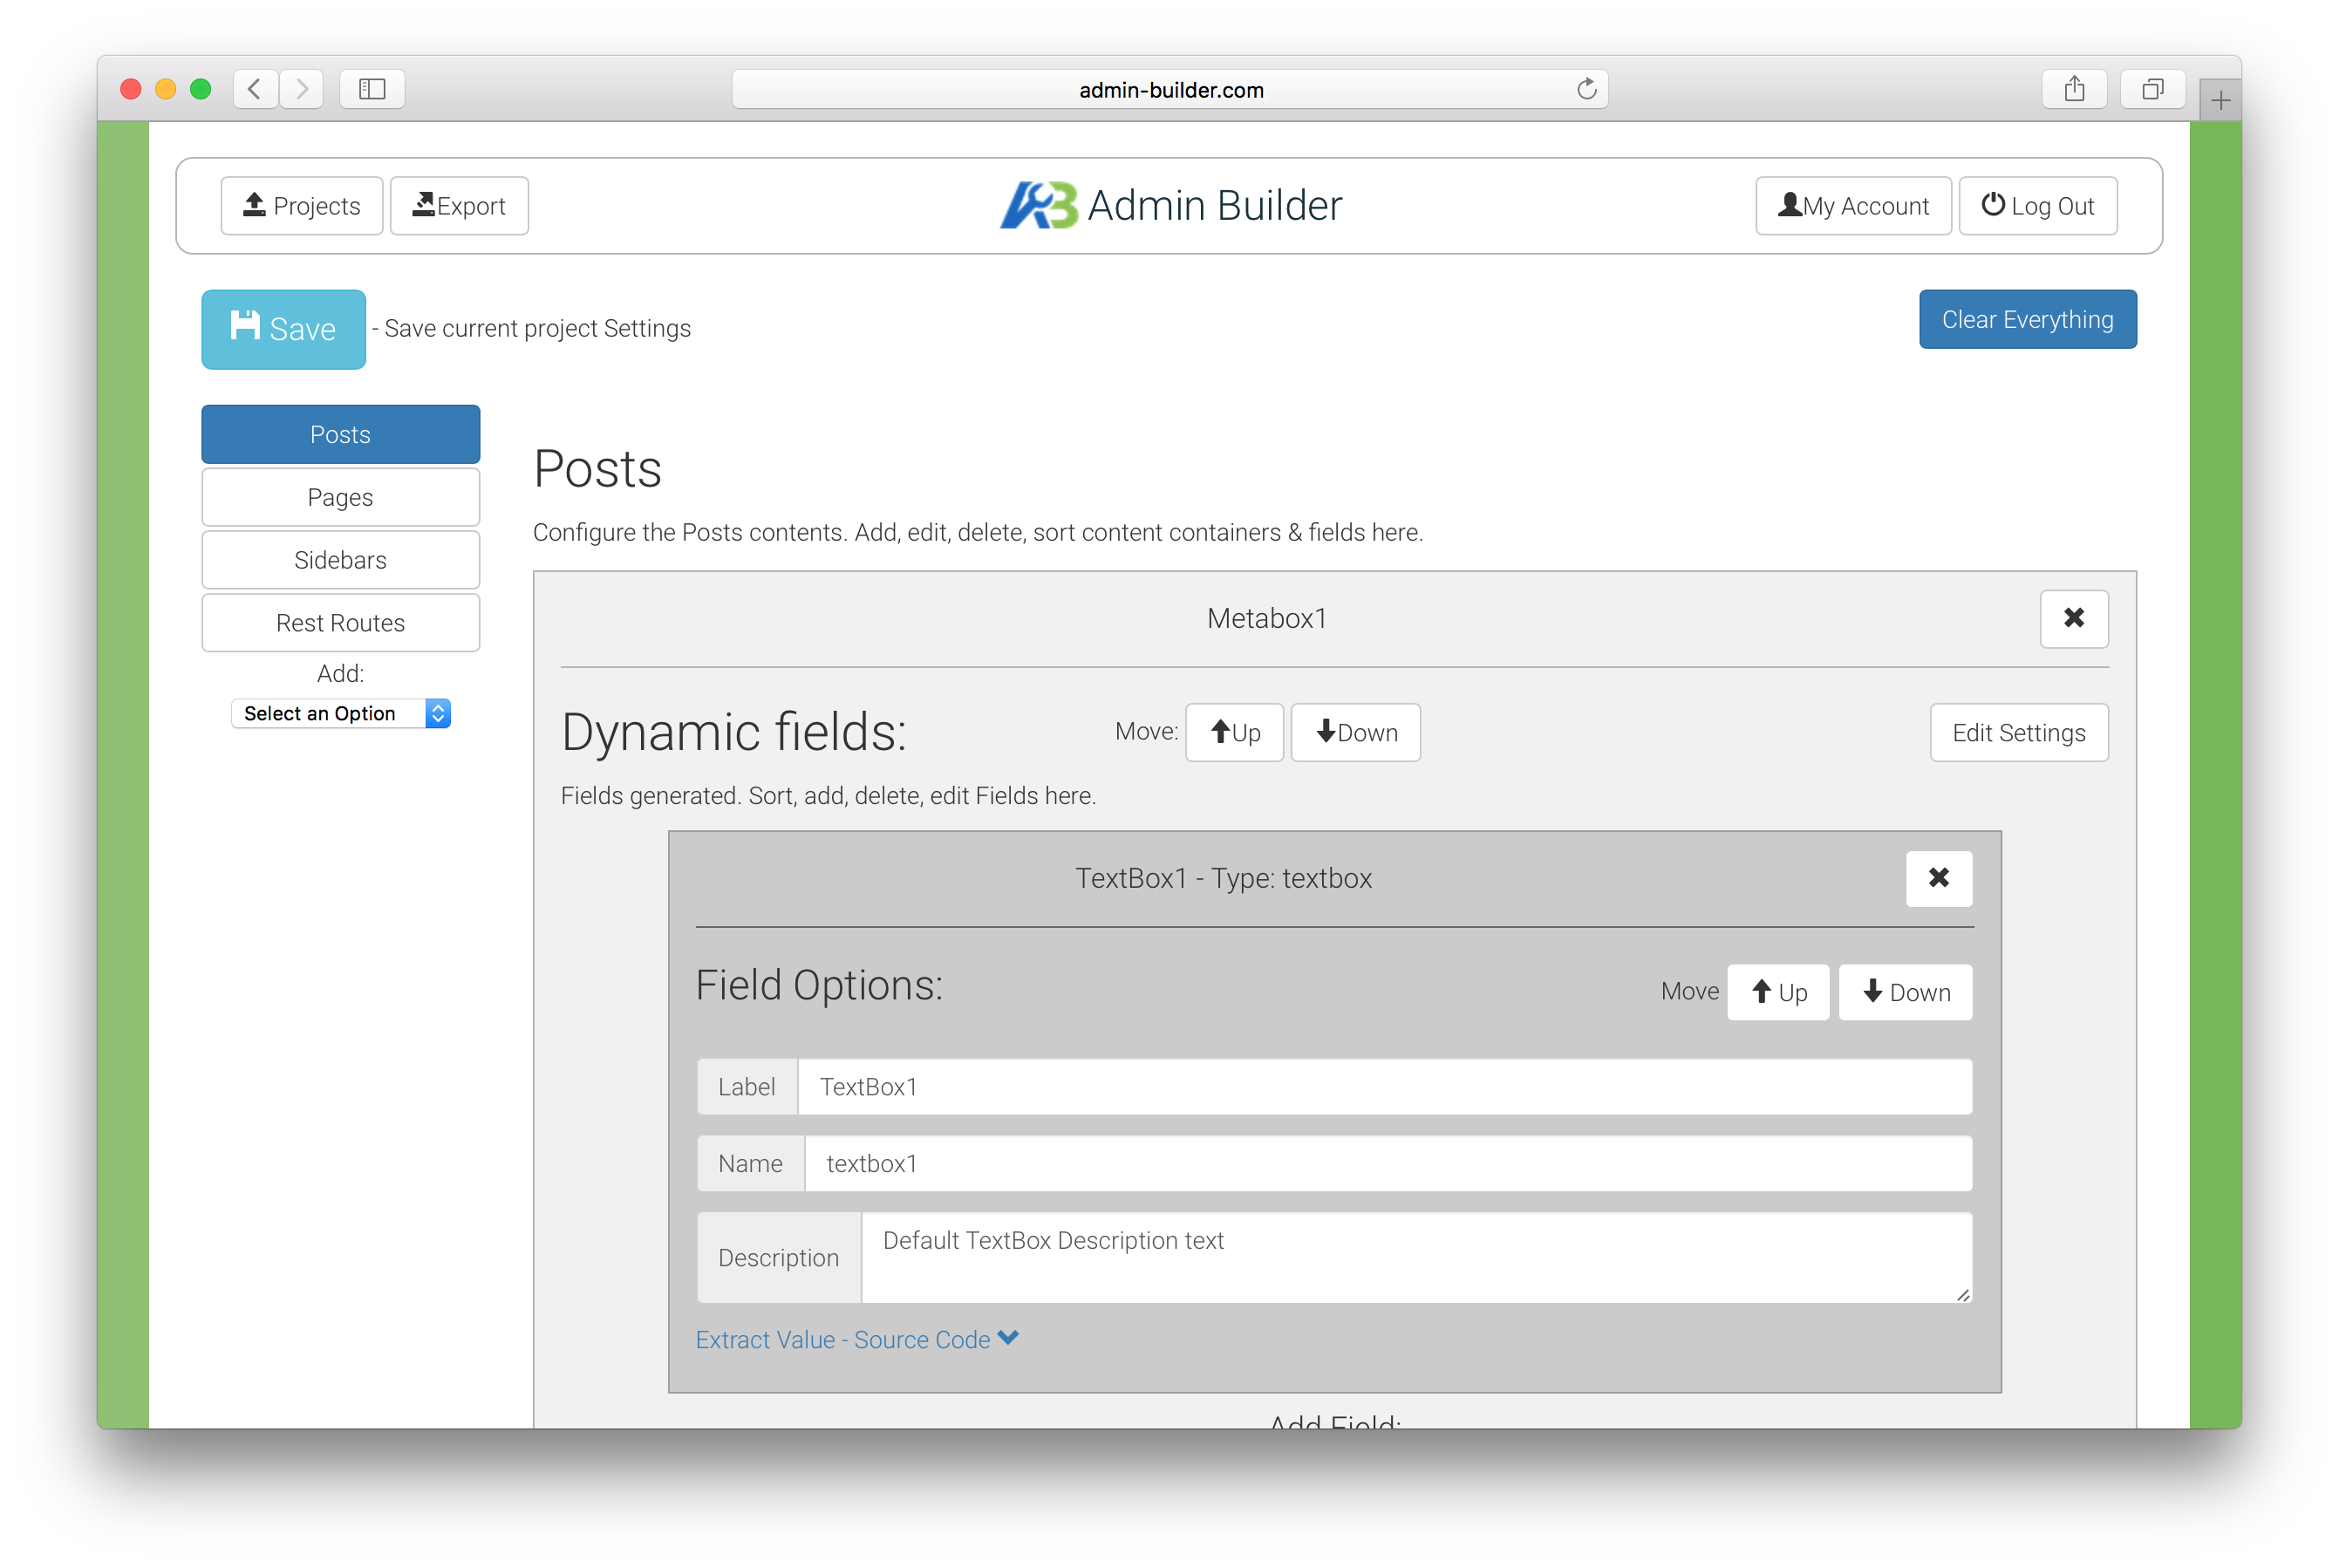 admin-builder.com
Projects
Export
AB Admin Builder
My Account
Log Out
Save - Save current project Settings
Clear Everything
Posts
Pages
Sidebars
Rest Routes
Add:
Select an Option
Posts
Configure the Posts contents. Add, edit, delete, sort content containers & fields here.
Metabox1
Dynamic fields:
Move: Up Down
Edit Settings
Fields generated. Sort, add, delete, edit Fields here.
TextBox1 - Type: textbox
Field Options:
Move Up Down
Label TextBox1
Name textbox1
Description Default TextBox Description text
Extract Value - Source Code
Add Field: